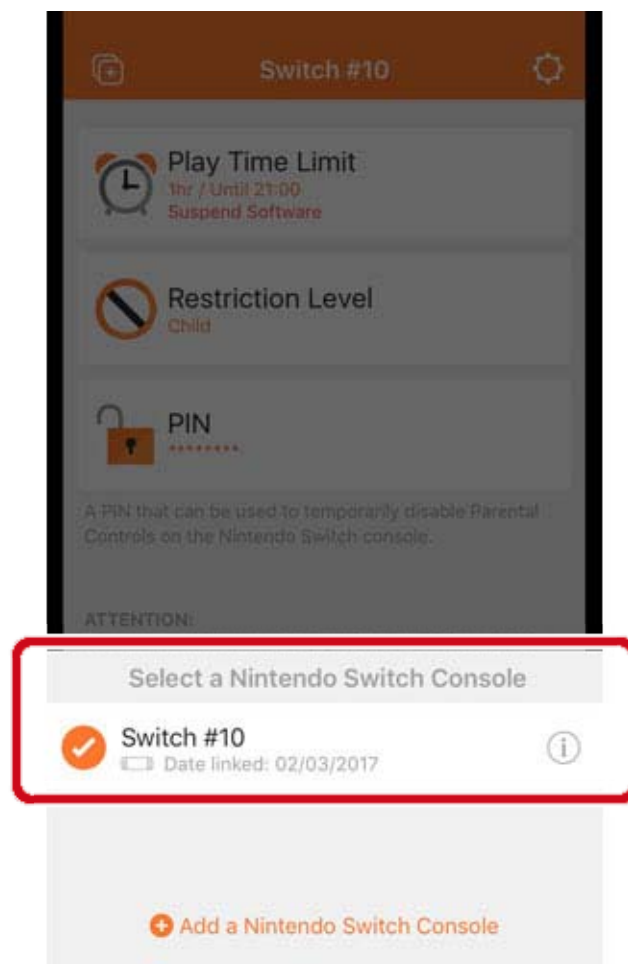 Switch #10
Play Time Limit
1hr / Until 21:00
Suspend Software
Restriction Level
Child
PIN
********
A PIN that can be used to temporarily disable Parental
Controls on the Nintendo Switch console.
ATTENTION:
Select a Nintendo Switch Console
Switch #10
Date linked: 02/03/2017
Add a Nintendo Switch Console